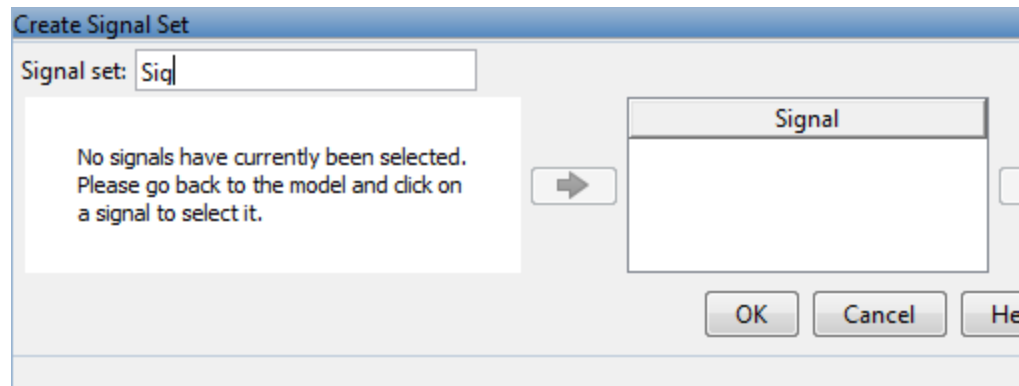 Create Signal Set
Signal set: Sig
No signals have currently been selected.
Please go back to the model and click on
a signal to select it.
Signal
OK Cancel He